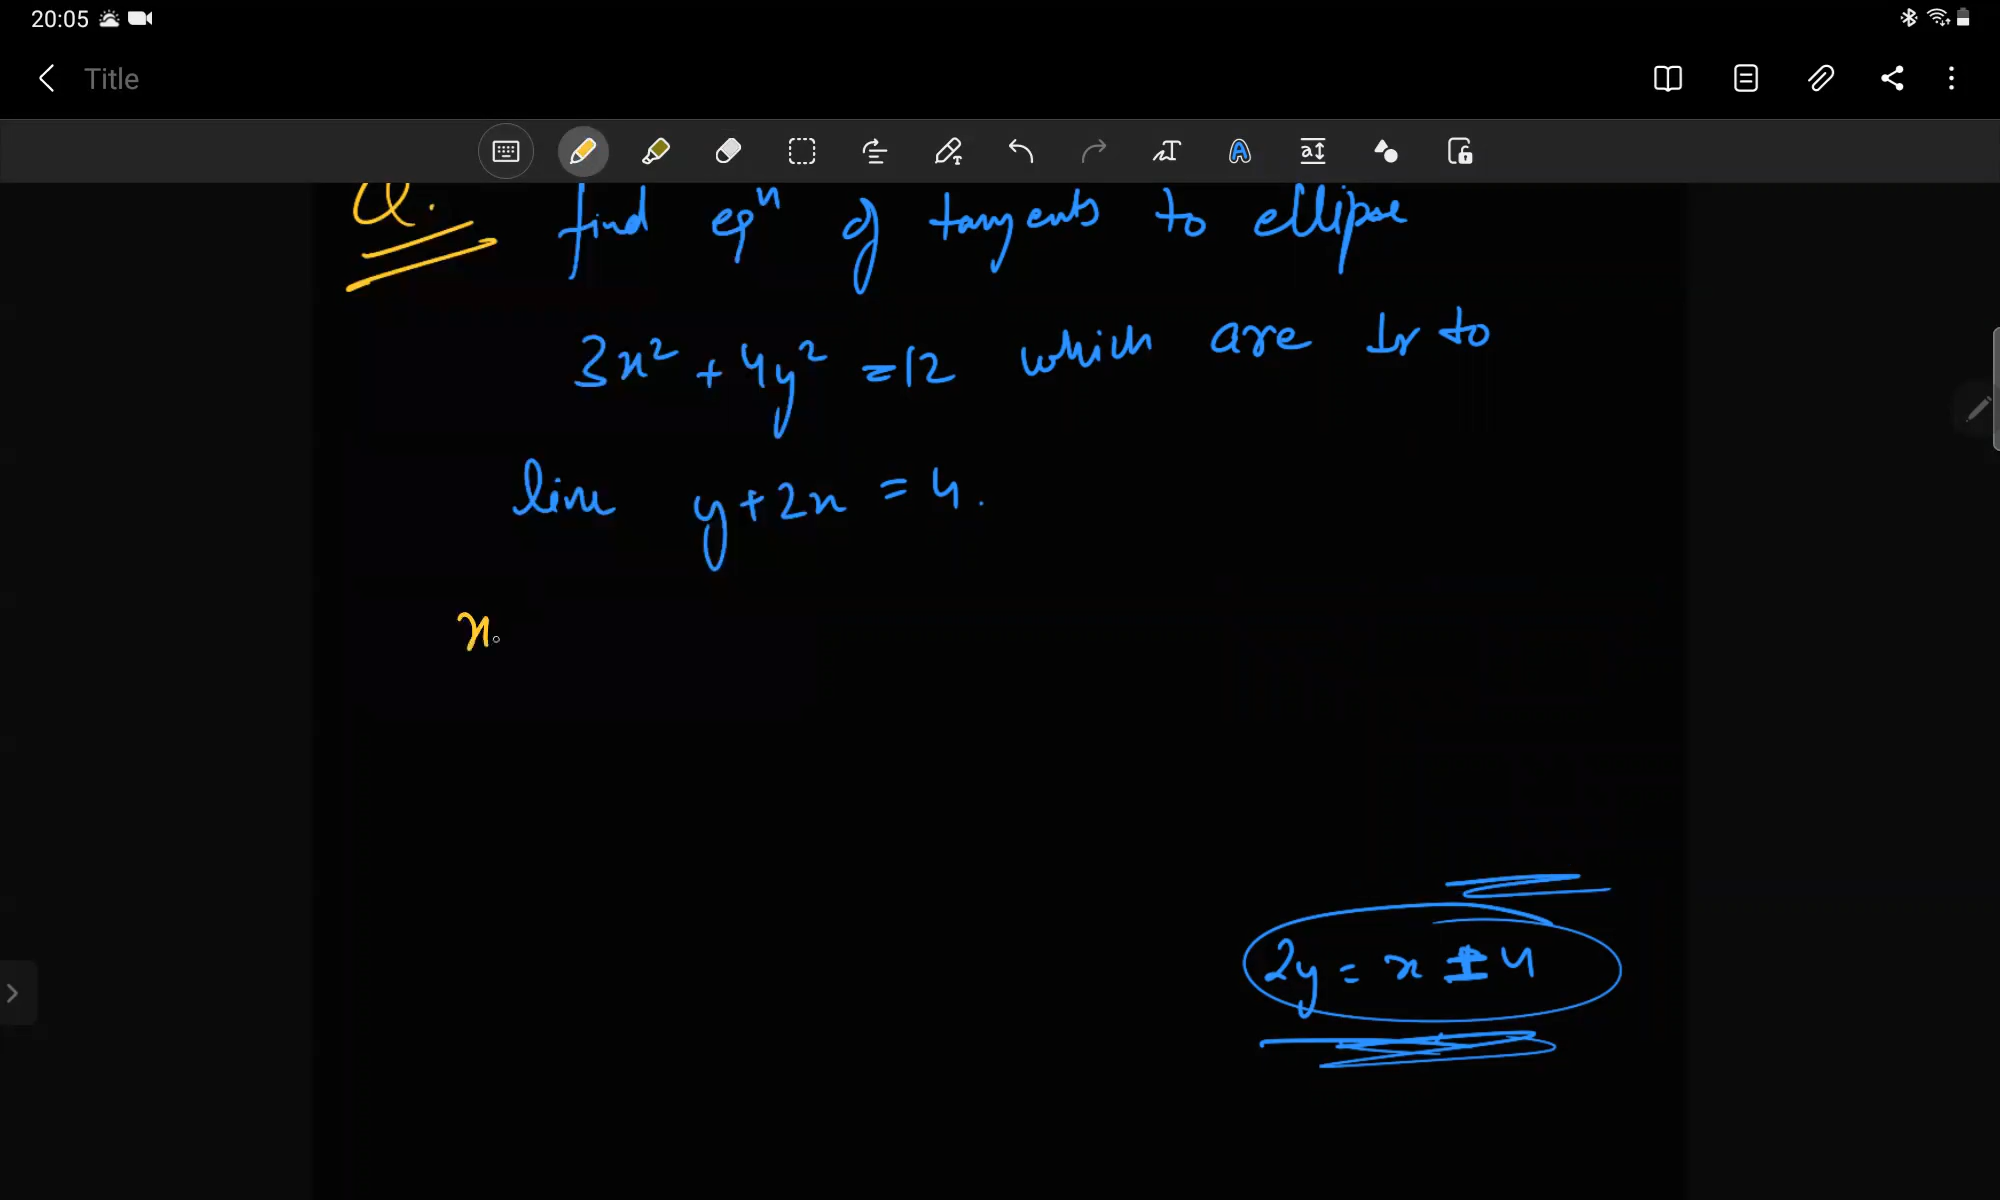 20:05
Title
Q. find eqⁿ of tangents to ellipse
3x² + 4y² = 12 which are ⊥r to
line y + 2x = 4.
x
2y = x ± 4